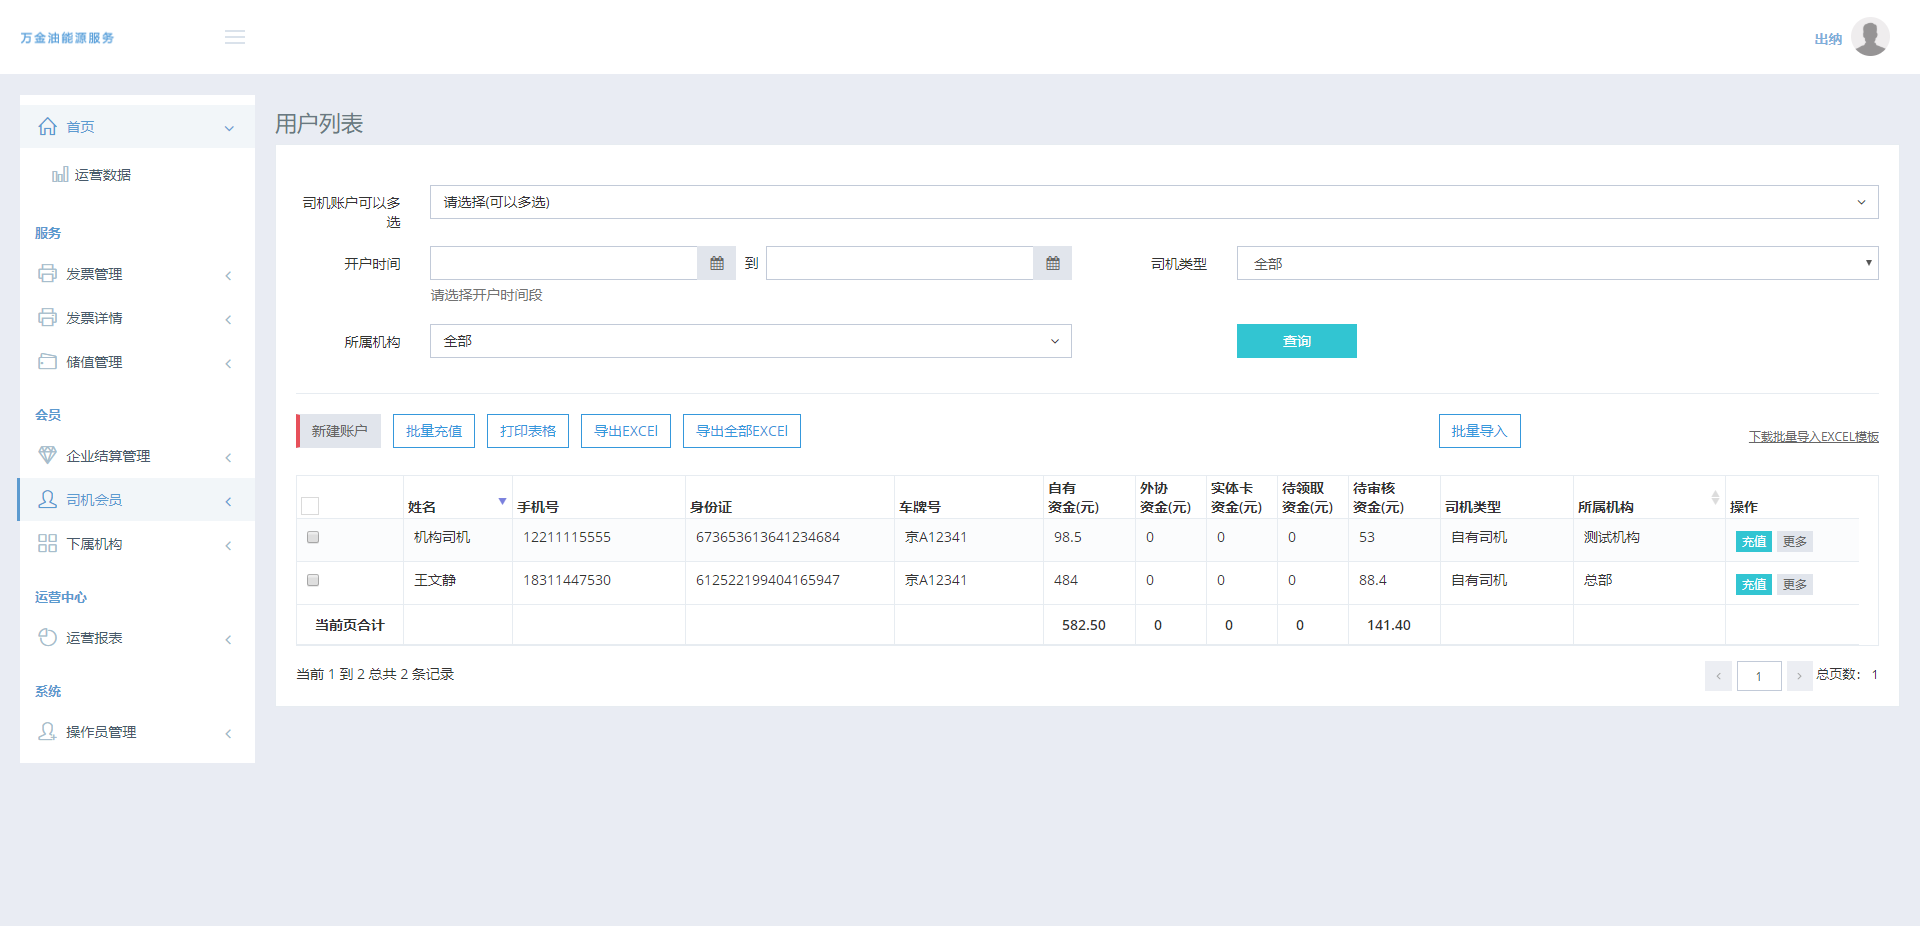 万金油能源服务
出纳
首页
运营数据
服务
发票管理
发票详情
储值管理
会员
企业结算管理
司机会员
下属机构
运营中心
运营报表
系统
操作员管理
用户列表
司机账户可以多
选
请选择(可以多选)
开户时间
到
司机类型
全部
请选择开户时间段
所属机构
全部
查询
新建账户
批量充值
打印表格
导出EXCEl
导出全部EXCEl
批量导入
下载批量导入EXCEL模板
姓名 手机号 身份证 车牌号 自有资金(元) 外协资金(元) 实体卡资金(元) 待领取资金(元) 待审核资金(元) 司机类型 所属机构 操作
机构司机 12211115555 673653613641234684 京A12341 98.5 0 0 0 53 自有司机 测试机构 充值 更多
王文静 18311447530 612522199404165947 京A12341 484 0 0 0 88.4 自有司机 总部 充值 更多
当前页合计 582.50 0 0 0 141.40
当前 1 到 2 总共 2 条记录
1
总页数： 1